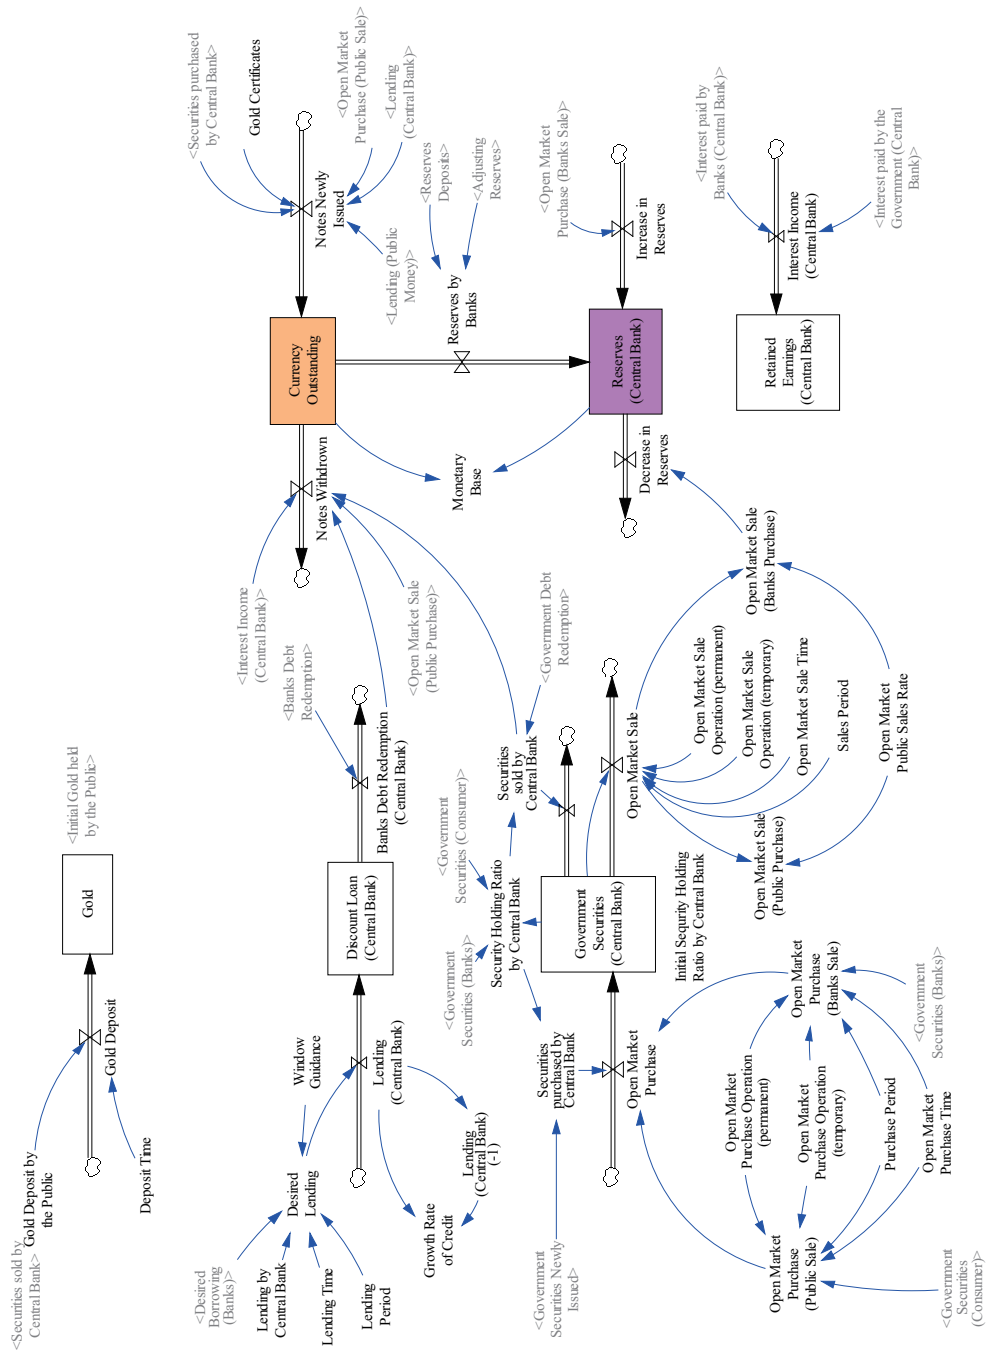 <Securities sold by
Central Bank>
Gold Deposit by
the Public
Deposit Time
Gold Deposit
Gold
<Initial Gold held
by the Public>
<Securities purchased
by Central Bank>
Gold Certificates
<Desired
Borrowing
(Banks)>
Lending by
Central Bank
Lending Time
Lending
Period
Desired
Lending
Window
Guidance
Lending
(Central Bank)
Discount Loan
(Central Bank)
<Banks Debt
Redemption>
Banks Debt Redemption
(Central Bank)
<Interest Income
(Central Bank)>
Notes Withdrown
Currency
Outstanding
Notes Newly
Issued
<Open Market
Purchase (Public Sale)>
<Lending
(Central Bank)>
<Lending (Public
Money)>
Growth Rate
of Credit
Lending
(Central Bank)
(-1)
<Open Market Sale
(Public Purchase)>
<Reserves
Deposits>
<Adjusting
Reserves>
Reserves by
Banks
Monetary
Base
<Government
Securities (Consumer)>
<Government
Securities (Banks)>
Security Holding Ratio
by Central Bank
Securities
sold by
Central Bank
<Government Debt
Redemption>
<Government
Securities Newly
Issued>
Securities
purchased by
Central Bank
Government
Securities
(Central Bank)
<Open Market
Purchase (Banks Sale)>
Open Market
Purchase
Initial Sequrity Holding
Ratio by Central Bank
Open Market Sale
Decrease in
Reserves
Reserves
(Central Bank)
Increase in
Reserves
Open Market Sale
Operation (permanent)
Open Market Sale
Operation (temporary)
Open Market Sale Time
Sales Period
Open Market
Public Sales Rate
Open Market Sale
(Public Purchase)
Open Market Sale
(Banks Purchase)
<Interest paid by
Banks (Central Bank)>
Retained
Earnings
(Central Bank)
Interest Income
(Central Bank)
<Interest paid by the
Government (Central
Bank)>
Open Market
Purchase
(Public Sale)
Open Market
Purchase Operation
(permanent)
Open Market
Purchase Operation
(temporary)
Purchase Period
Open Market
Purchase Time
Open Market
Purchase
(Banks Sale)
<Government
Securities (Banks)>
<Government
Securities
(Consumer)>